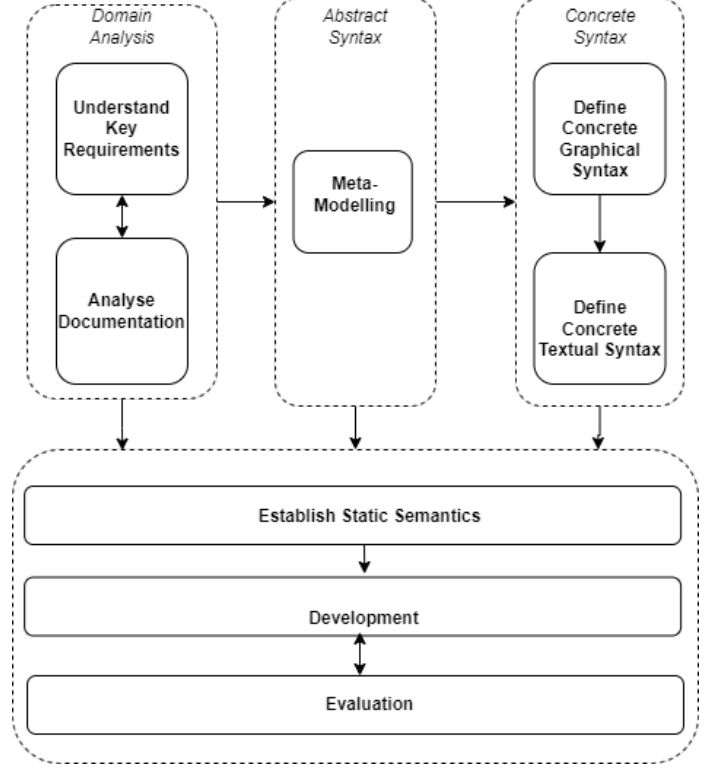 Domain
Analysis
Understand
Key
Requirements
Analyse
Documentation
Abstract
Syntax
Meta-
Modelling
Concrete
Syntax
Define
Concrete
Graphical
Syntax
Define
Concrete
Textual Syntax
Establish Static Semantics
Development
Evaluation